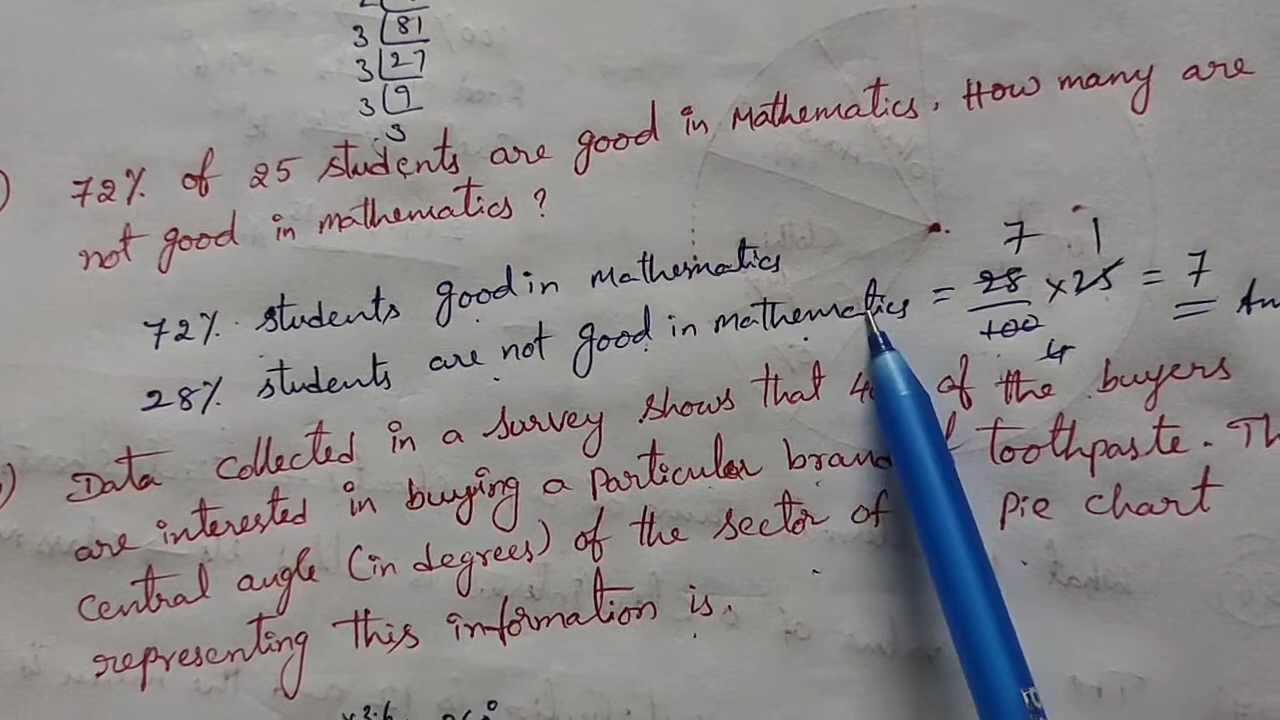 3 81
3 27
3 9
3
72% of 25 students are good in Mathematics. How many are
not good in mathematics?
72% students good in Mathematics
28% students are not good in mathematics = 28/100 × 25 = 7
7 1
4
Data collected in a survey shows that of the buyers
are interested in buying a particular brand toothpaste.
central angle (in degrees) of the sector of pie chart
representing this information is.